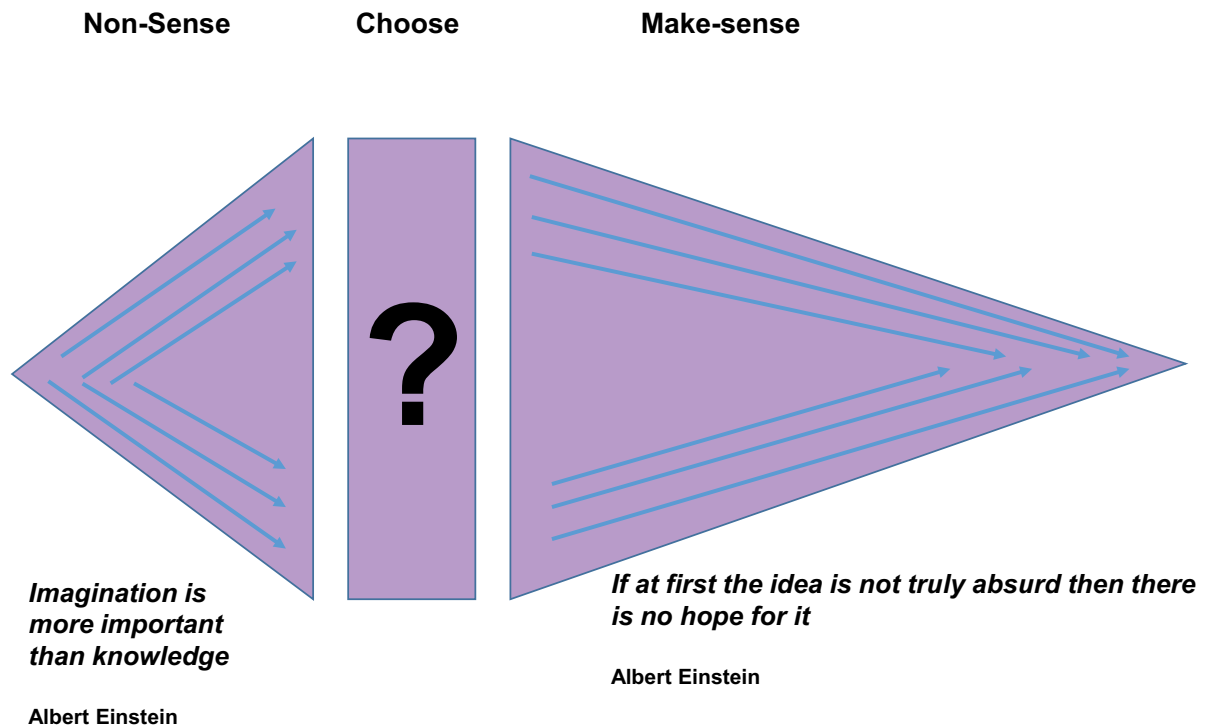 Non-Sense
Choose
Make-sense
?
Imagination is
more important
than knowledge
Albert Einstein
If at first the idea is not truly absurd then there
is no hope for it
Albert Einstein